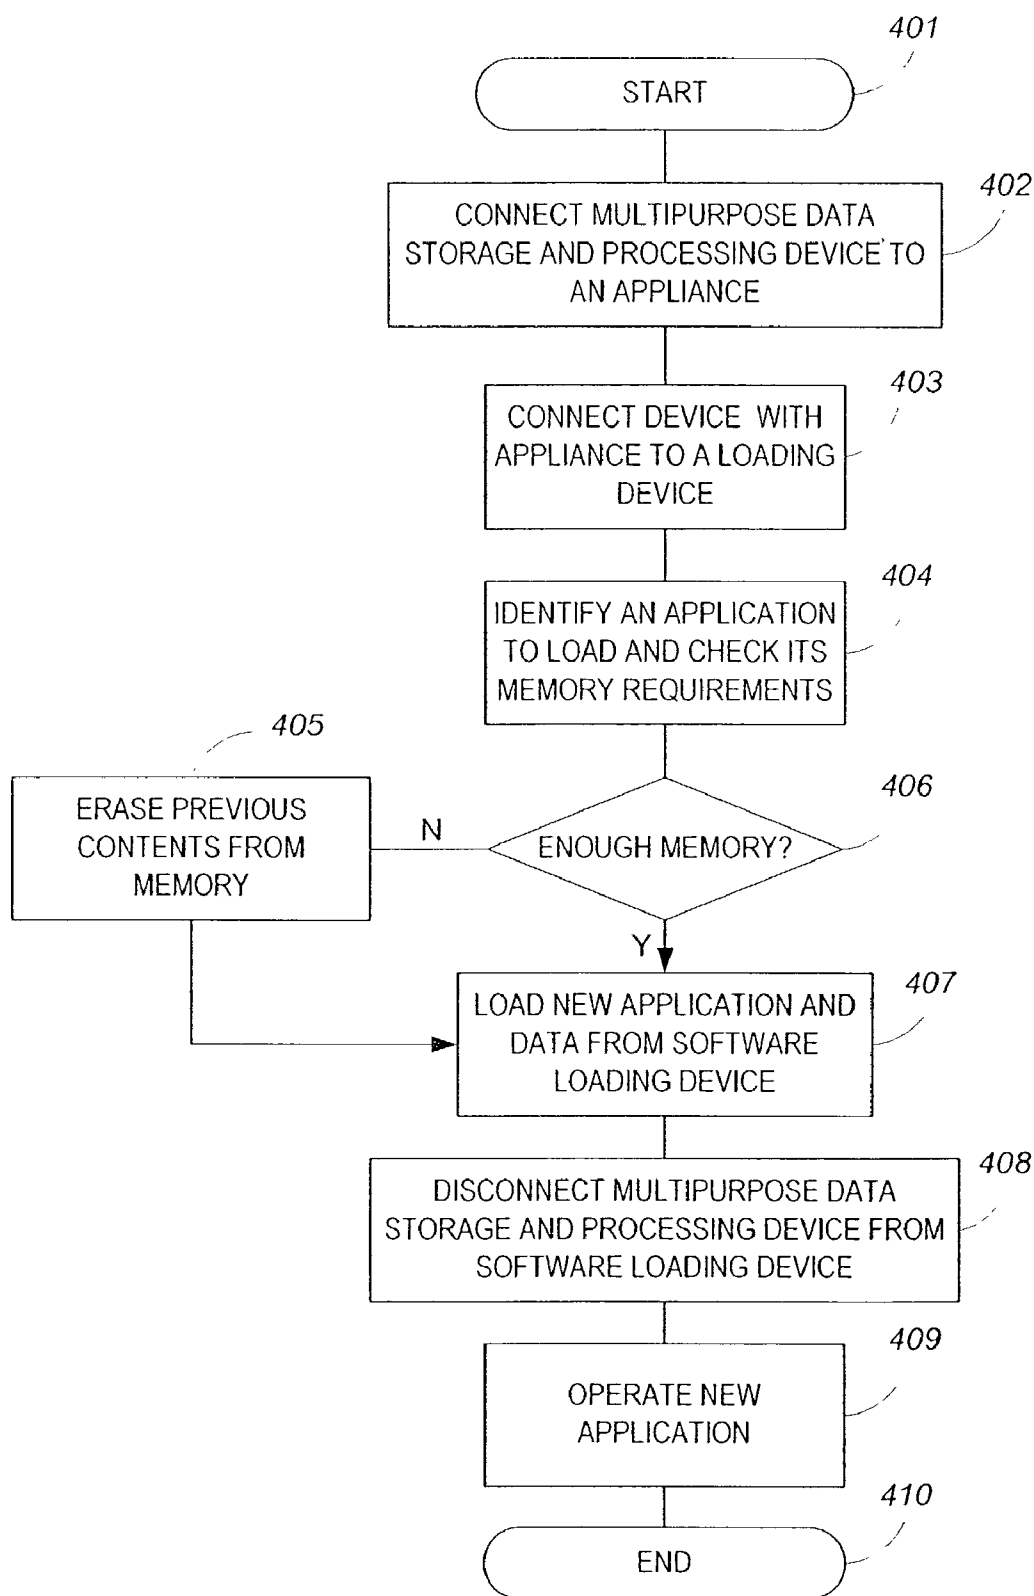 401
START
402
CONNECT MULTIPURPOSE DATA
STORAGE AND PROCESSING DEVICE TO
AN APPLIANCE
403
CONNECT DEVICE WITH
APPLIANCE TO A LOADING
DEVICE
404
IDENTIFY AN APPLICATION
TO LOAD AND CHECK ITS
MEMORY REQUIREMENTS
405
ERASE PREVIOUS
CONTENTS FROM
MEMORY
N
406
ENOUGH MEMORY?
Y
407
LOAD NEW APPLICATION AND
DATA FROM SOFTWARE
LOADING DEVICE
408
DISCONNECT MULTIPURPOSE DATA
STORAGE AND PROCESSING DEVICE FROM
SOFTWARE LOADING DEVICE
409
OPERATE NEW
APPLICATION
410
END